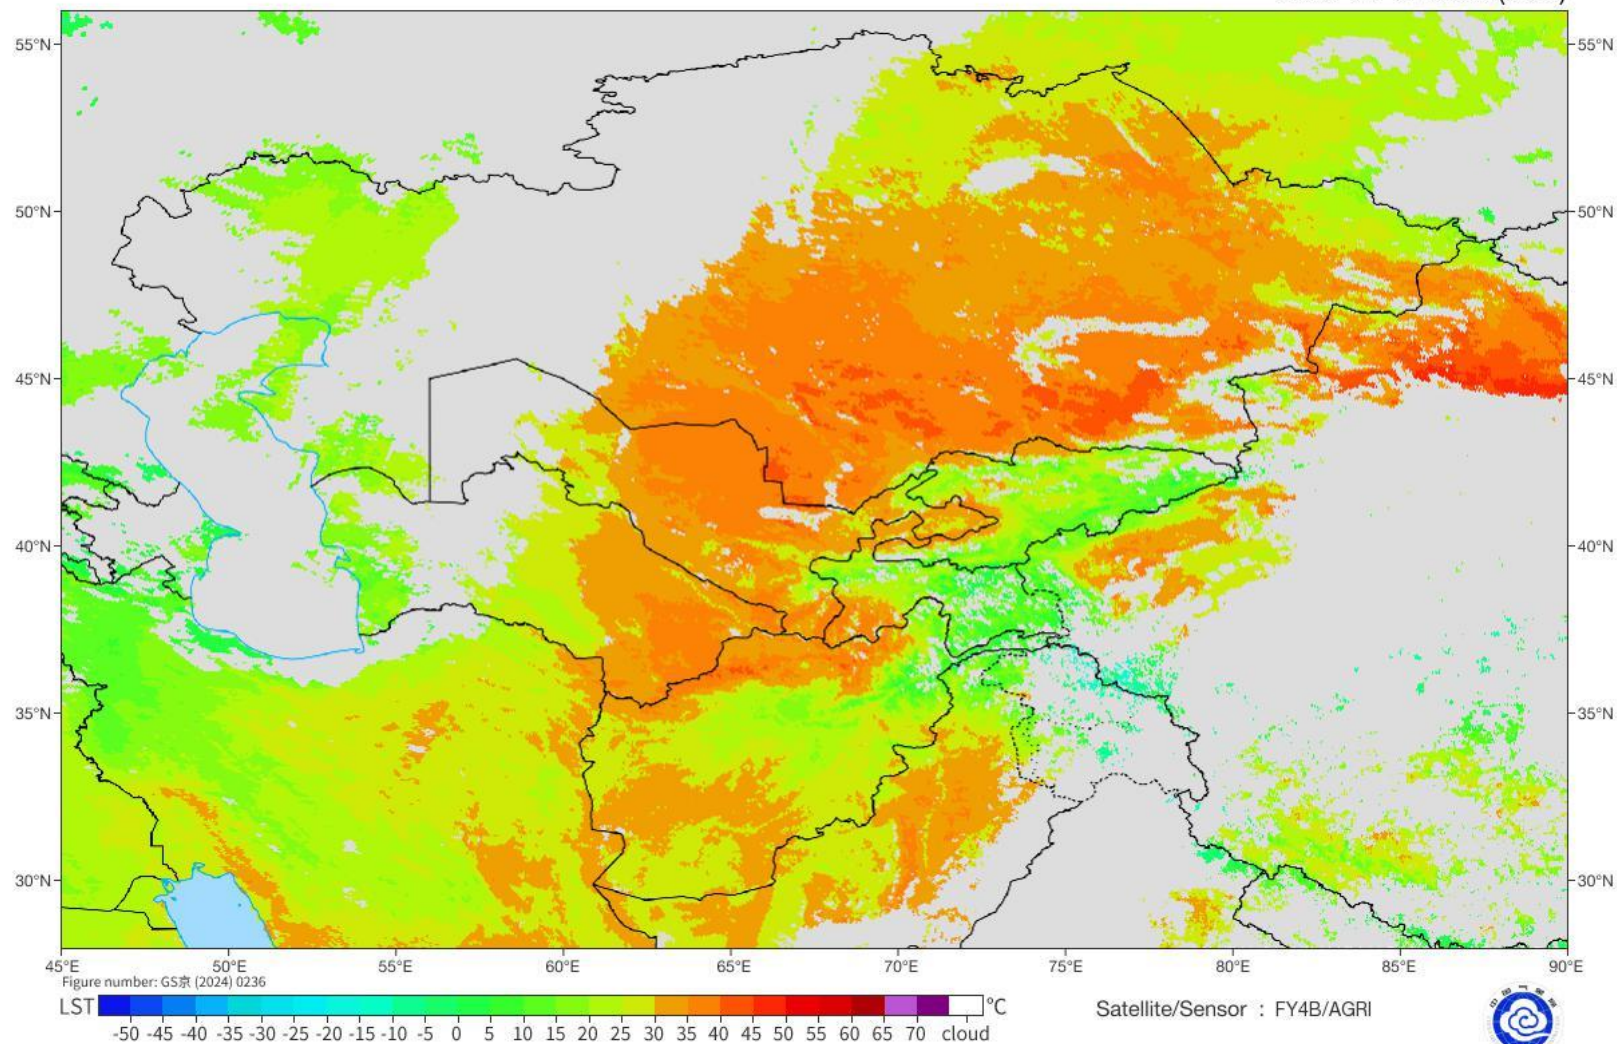 55°N 55°N
50°N 50°N
45°N 45°N
40°N 40°N
35°N 35°N
30°N 30°N
45°E 50°E 55°E 60°E 65°E 70°E 75°E 80°E 85°E 90°E
Figure number: GS京 (2024) 0236
LST °C
-50 -45 -40 -35 -30 -25 -20 -15 -10 -5 0 5 10 15 20 25 30 35 40 45 50 55 60 65 70 cloud
Satellite/Sensor : FY4B/AGRI